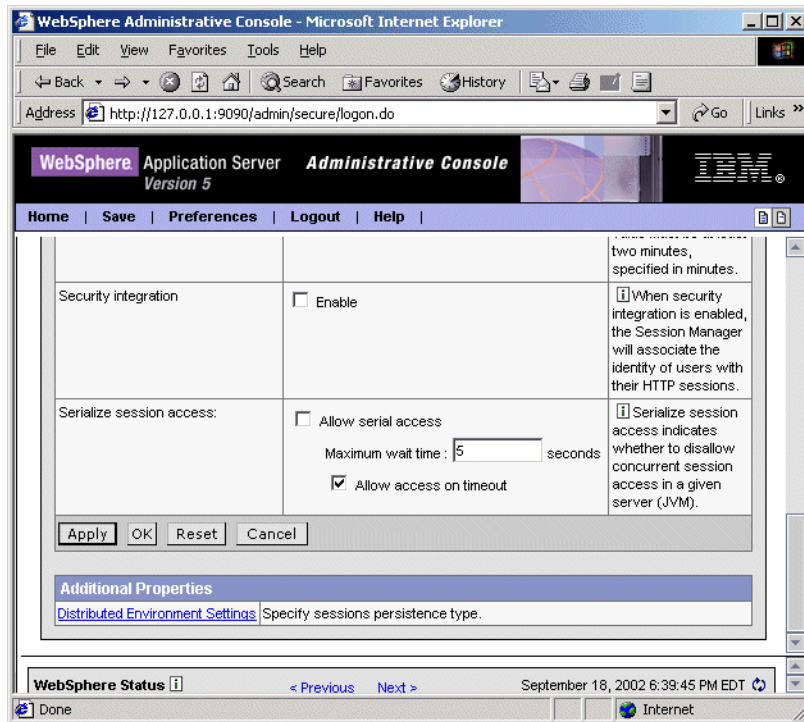 WebSphere Administrative Console - Microsoft Internet Explorer
File Edit View Favorites Tools Help
Back Search Favorites History
Address http://127.0.0.1:9090/admin/secure/logon.do Go Links »
WebSphere Application Server Administrative Console
Version 5
IBM®
Home | Save | Preferences | Logout | Help |
two minutes,
specified in minutes.
Security integration
Enable
When security
integration is enabled,
the Session Manager
will associate the
identity of users with
their HTTP sessions.
Serialize session access:
Allow serial access
Maximum wait time : 5 seconds
Allow access on timeout
Serialize session
access indicates
whether to disallow
concurrent session
access in a given
server (JVM).
Apply OK Reset Cancel
Additional Properties
Distributed Environment Settings Specify sessions persistence type.
WebSphere Status i < Previous Next > September 18, 2002 6:39:45 PM EDT
Done Internet